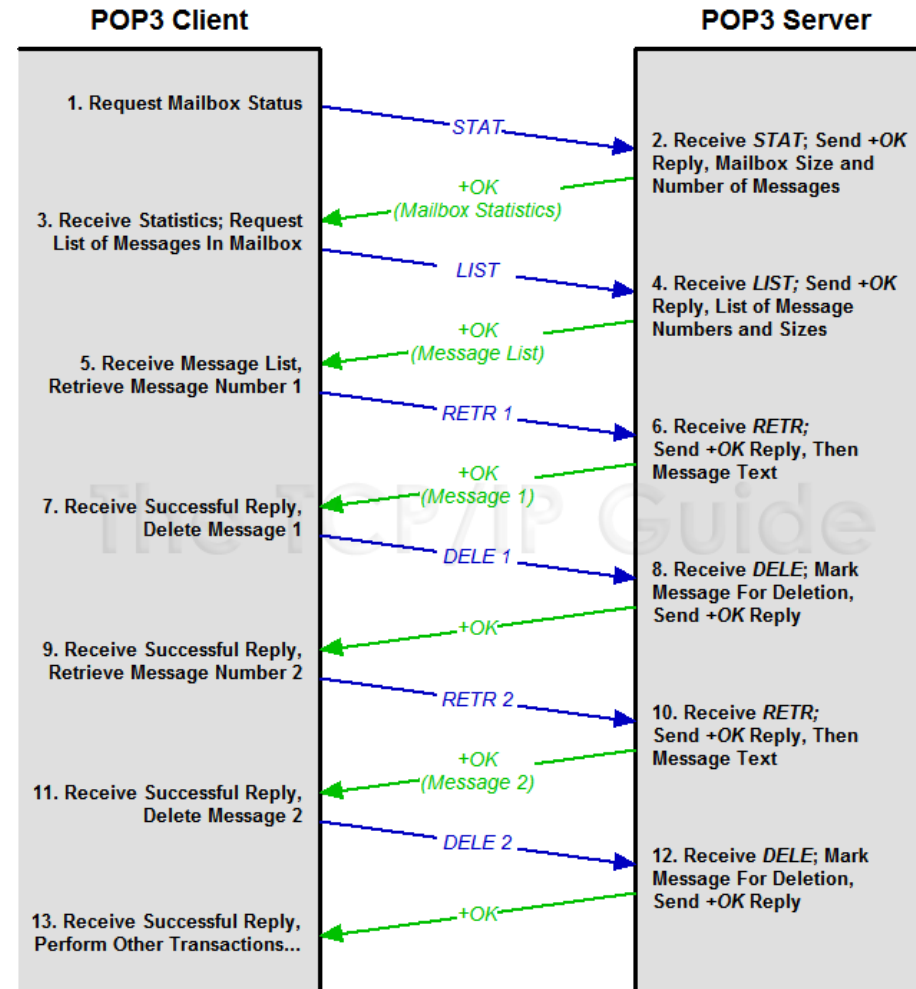 POP3 Client
POP3 Server
1. Request Mailbox Status
STAT
2. Receive STAT; Send +OK
Reply, Mailbox Size and
Number of Messages
+OK
(Mailbox Statistics)
3. Receive Statistics; Request
List of Messages In Mailbox
LIST
4. Receive LIST; Send +OK
Reply, List of Message
Numbers and Sizes
+OK
(Message List)
5. Receive Message List,
Retrieve Message Number 1
RETR 1
6. Receive RETR;
Send +OK Reply, Then
Message Text
+OK
(Message 1)
The TCP/IP Guide
7. Receive Successful Reply,
Delete Message 1
DELE 1
8. Receive DELE; Mark
Message For Deletion,
Send +OK Reply
+OK
9. Receive Successful Reply,
Retrieve Message Number 2
RETR 2
10. Receive RETR;
Send +OK Reply, Then
Message Text
+OK
(Message 2)
11. Receive Successful Reply,
Delete Message 2
DELE 2
12. Receive DELE; Mark
Message For Deletion,
Send +OK Reply
+OK
13. Receive Successful Reply,
Perform Other Transactions...